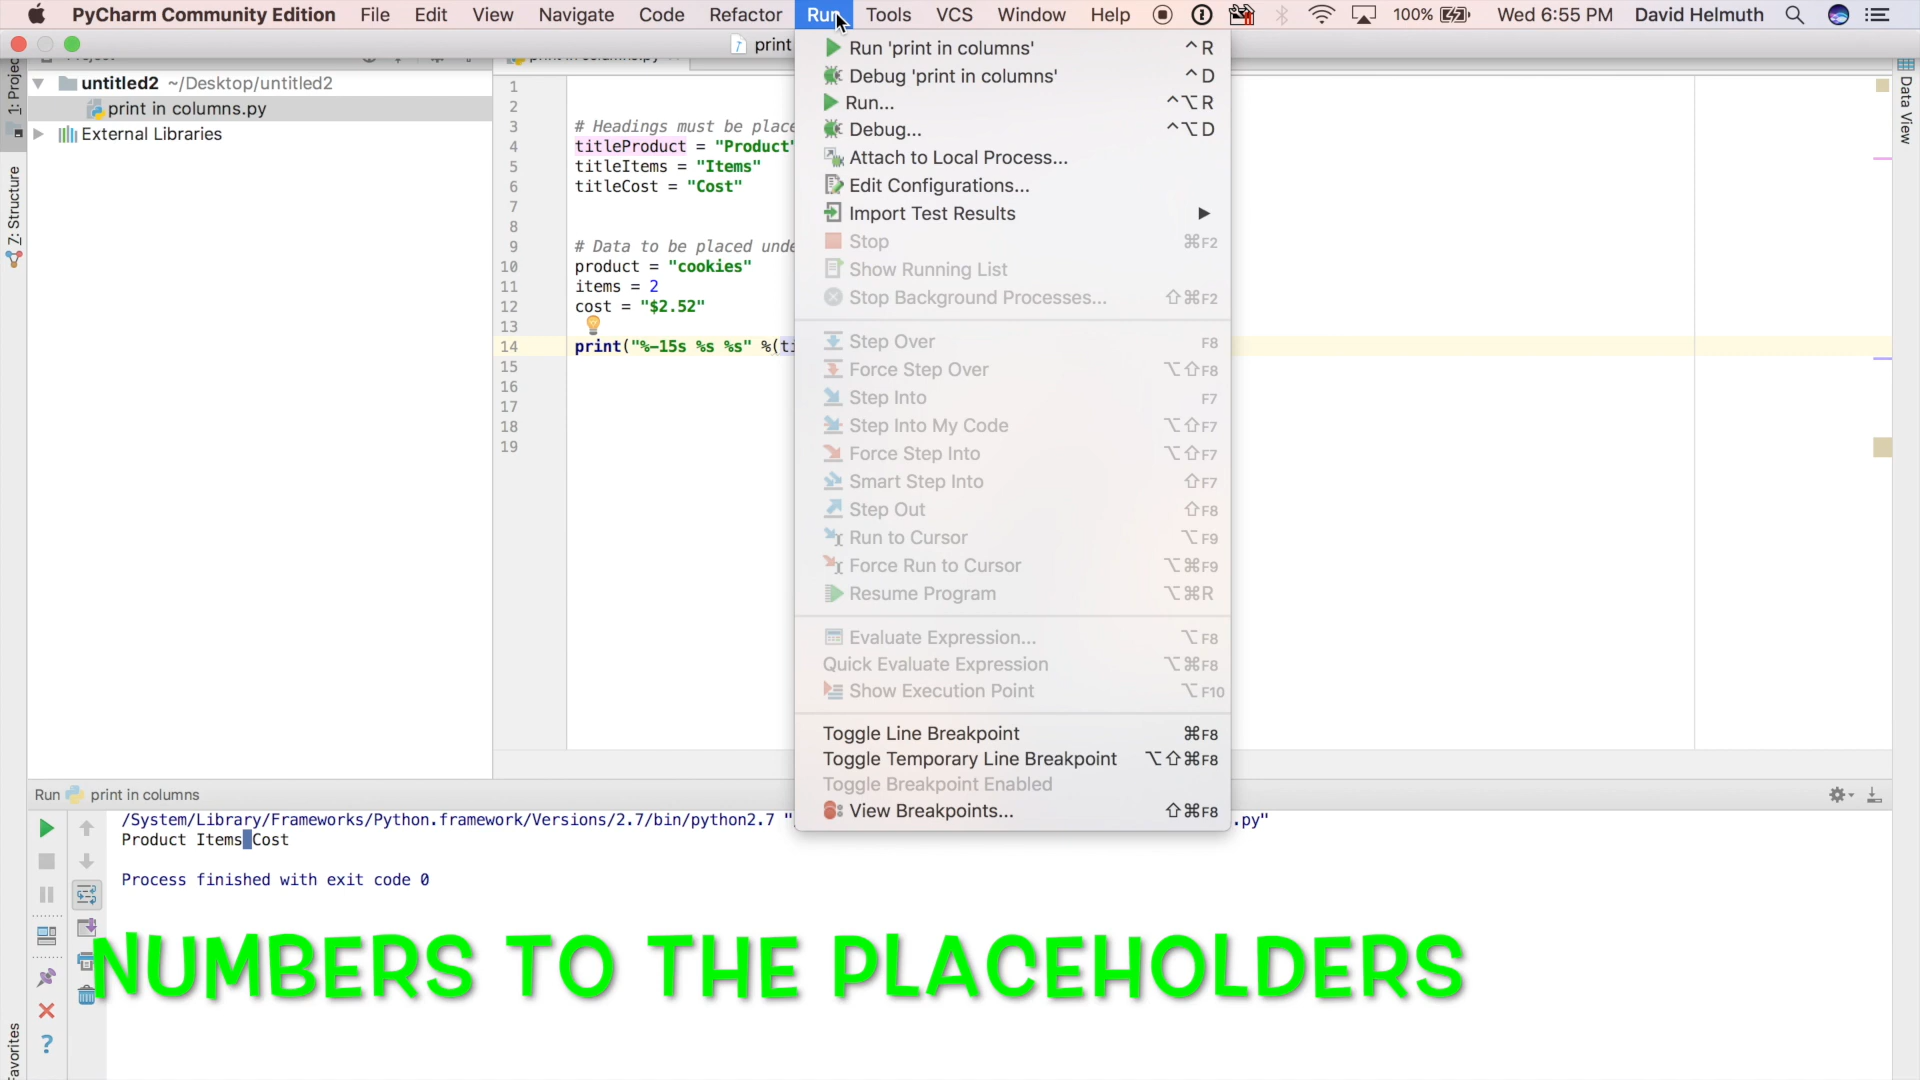 PyCharm Community Edition File Edit View Navigate Code Refactor Run Tools VCS Window Help 100% Wed 6:55 PM David Helmuth
print
1: Project
untitled2 ~/Desktop/untitled2
print in columns.py
External Libraries
Z: Structure
Favorites
Data View
print in columns.py
1
2
3 # Headings must be place
4 titleProduct = "Product"
5 titleItems = "Items"
6 titleCost = "Cost"
7
8
9 # Data to be placed unde
10 product = "cookies"
11 items = 2
12 cost = "$2.52"
13
14 print("%-15s %s %s" %(ti
15
16
17
18
19
Run 'print in columns' ^R
Debug 'print in columns' ^D
Run... ^⌥R
Debug... ^⌥D
Attach to Local Process...
Edit Configurations...
Import Test Results
Stop ⌘F2
Show Running List
Stop Background Processes... ⇧⌘F2
Step Over F8
Force Step Over ⌥⇧F8
Step Into F7
Step Into My Code ⌥⇧F7
Force Step Into ⌥⇧F7
Smart Step Into ⇧F7
Step Out ⇧F8
Run to Cursor ⌥F9
Force Run to Cursor ⌥⌘F9
Resume Program ⌥⌘R
Evaluate Expression... ⌥F8
Quick Evaluate Expression ⌥⌘F8
Show Execution Point ⌥F10
Toggle Line Breakpoint ⌘F8
Toggle Temporary Line Breakpoint ⌥⇧⌘F8
Toggle Breakpoint Enabled
View Breakpoints... ⇧⌘F8
Run print in columns
/System/Library/Frameworks/Python.framework/Versions/2.7/bin/python2.7 " .py"
Product Items Cost
Process finished with exit code 0
NUMBERS TO THE PLACEHOLDERS